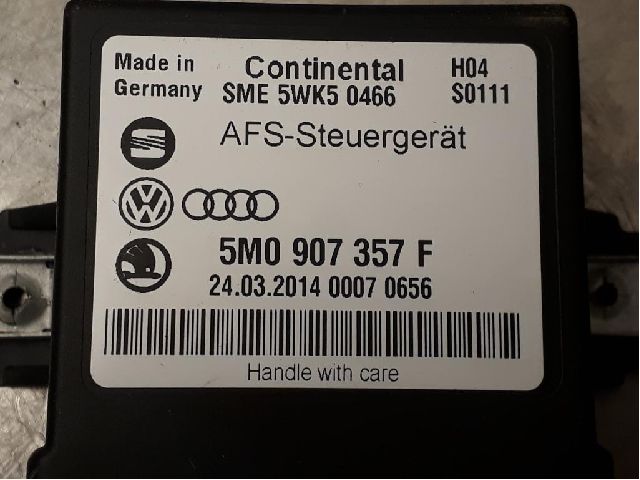 Made in Germany
Continental
SME 5WK5 0466
H04
S0111
AFS-Steuergerät
5M0 907 357 F
24.03.2014 0007 0656
Handle with care